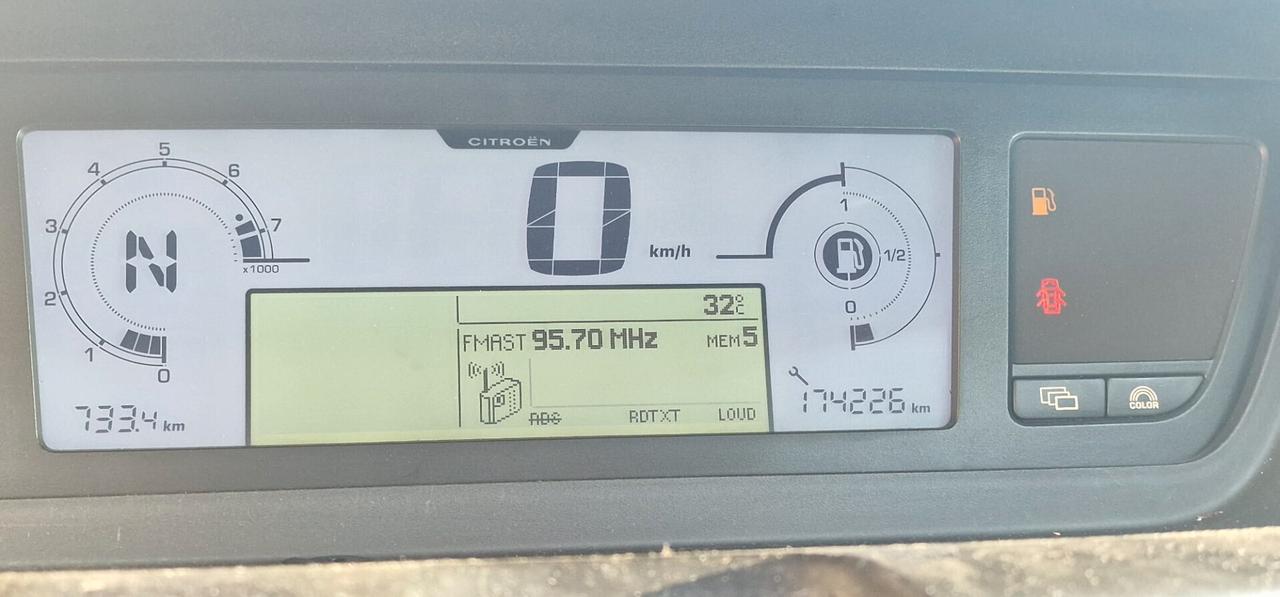 CITROËN
5
4
6
3
7
N
x1000
2
1
0
733.4 km
0
km/h
1
1/2
0
32°C
FMAST 95.70 MHz
MEM 5
RDS
RDTXT
LOUD
174226 km
COLOR